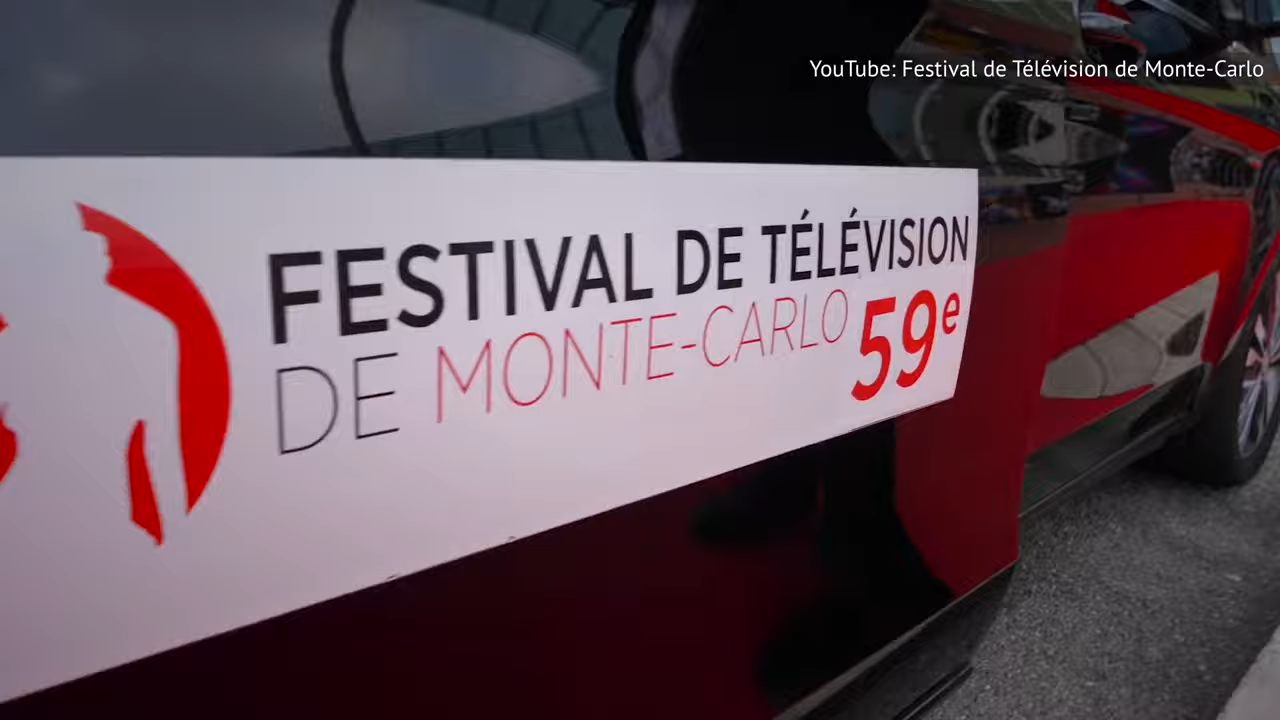 YouTube: Festival de Télévision de Monte-Carlo
FESTIVAL DE TÉLÉVISION
DE MONTE-CARLO 59e